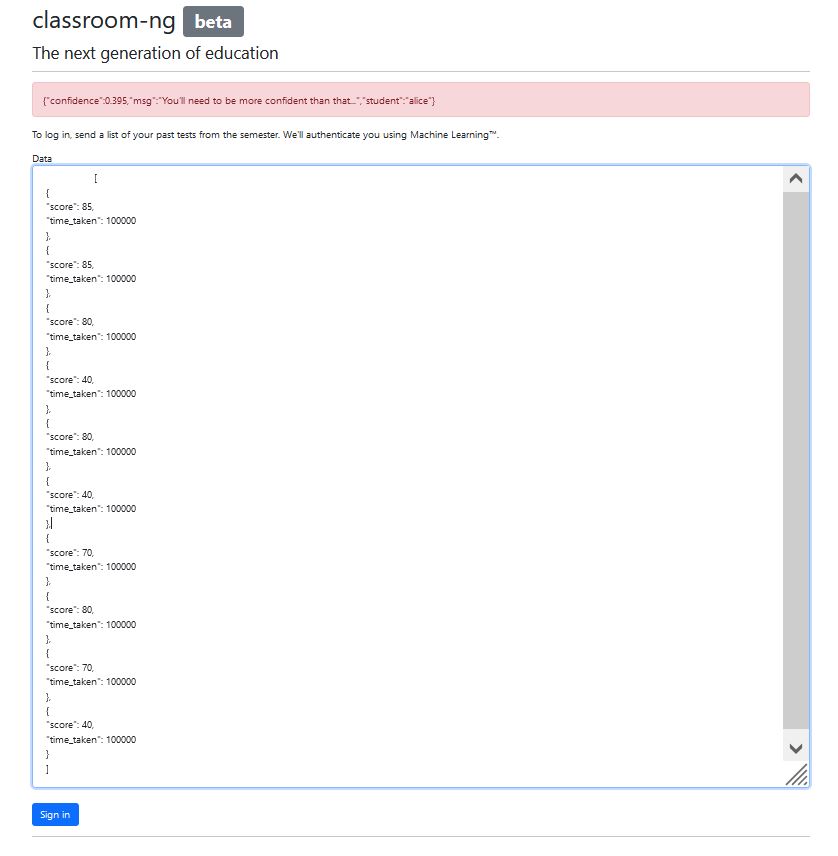 classroom-ng beta
The next generation of education
{"confidence":0.395,"msg":"You'll need to be more confident than that...","student":"alice"}
To log in, send a list of your past tests from the semester. We'll authenticate you using Machine Learning™.
Data
[
{
"score": 85,
"time_taken": 100000
},
{
"score": 85,
"time_taken": 100000
},
{
"score": 80,
"time_taken": 100000
},
{
"score": 40,
"time_taken": 100000
},
{
"score": 80,
"time_taken": 100000
},
{
"score": 40,
"time_taken": 100000
},
{
"score": 70,
"time_taken": 100000
},
{
"score": 80,
"time_taken": 100000
},
{
"score": 70,
"time_taken": 100000
},
{
"score": 40,
"time_taken": 100000
}
]
Sign in